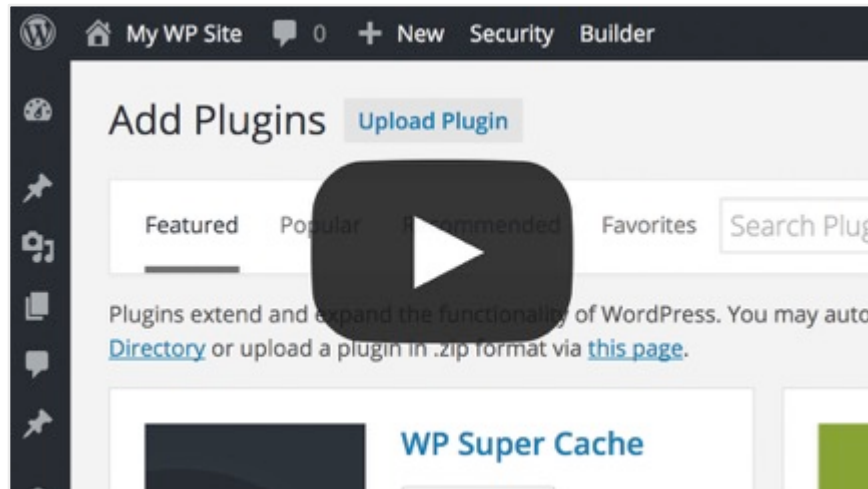 My WP Site 0 + New Security Builder
Add Plugins Upload Plugin
Featured Popular Recommended Favorites Search Plug
Plugins extend and expand the functionality of WordPress. You may auto
Directory or upload a plugin in .zip format via this page.
WP Super Cache